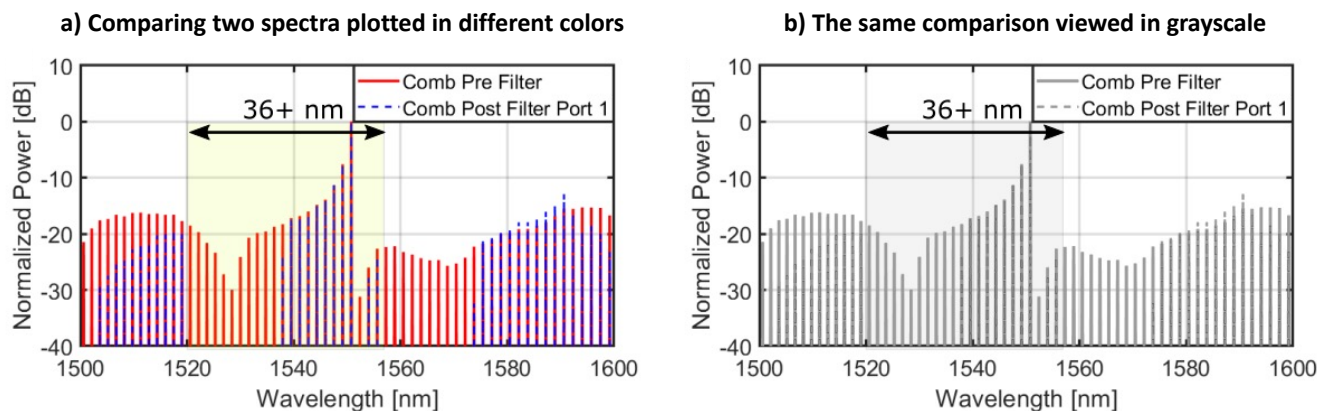 a) Comparing two spectra plotted in different colors
Normalized Power [dB]
10
0
-10
-20
-30
-40
Comb Pre Filter
Comb Post Filter Port 1
36+ nm
1500
1520
1540
1560
1580
1600
Wavelength [nm]
b) The same comparison viewed in grayscale
Normalized Power [dB]
10
0
-10
-20
-30
-40
Comb Pre Filter
Comb Post Filter Port 1
36+ nm
1500
1520
1540
1560
1580
1600
Wavelength [nm]